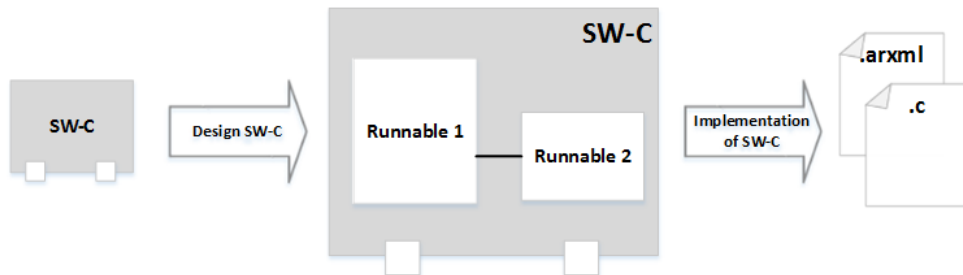 SW-C
Design SW-C
SW-C
Runnable 1
Runnable 2
Implementation
of SW-C
.arxml
.c